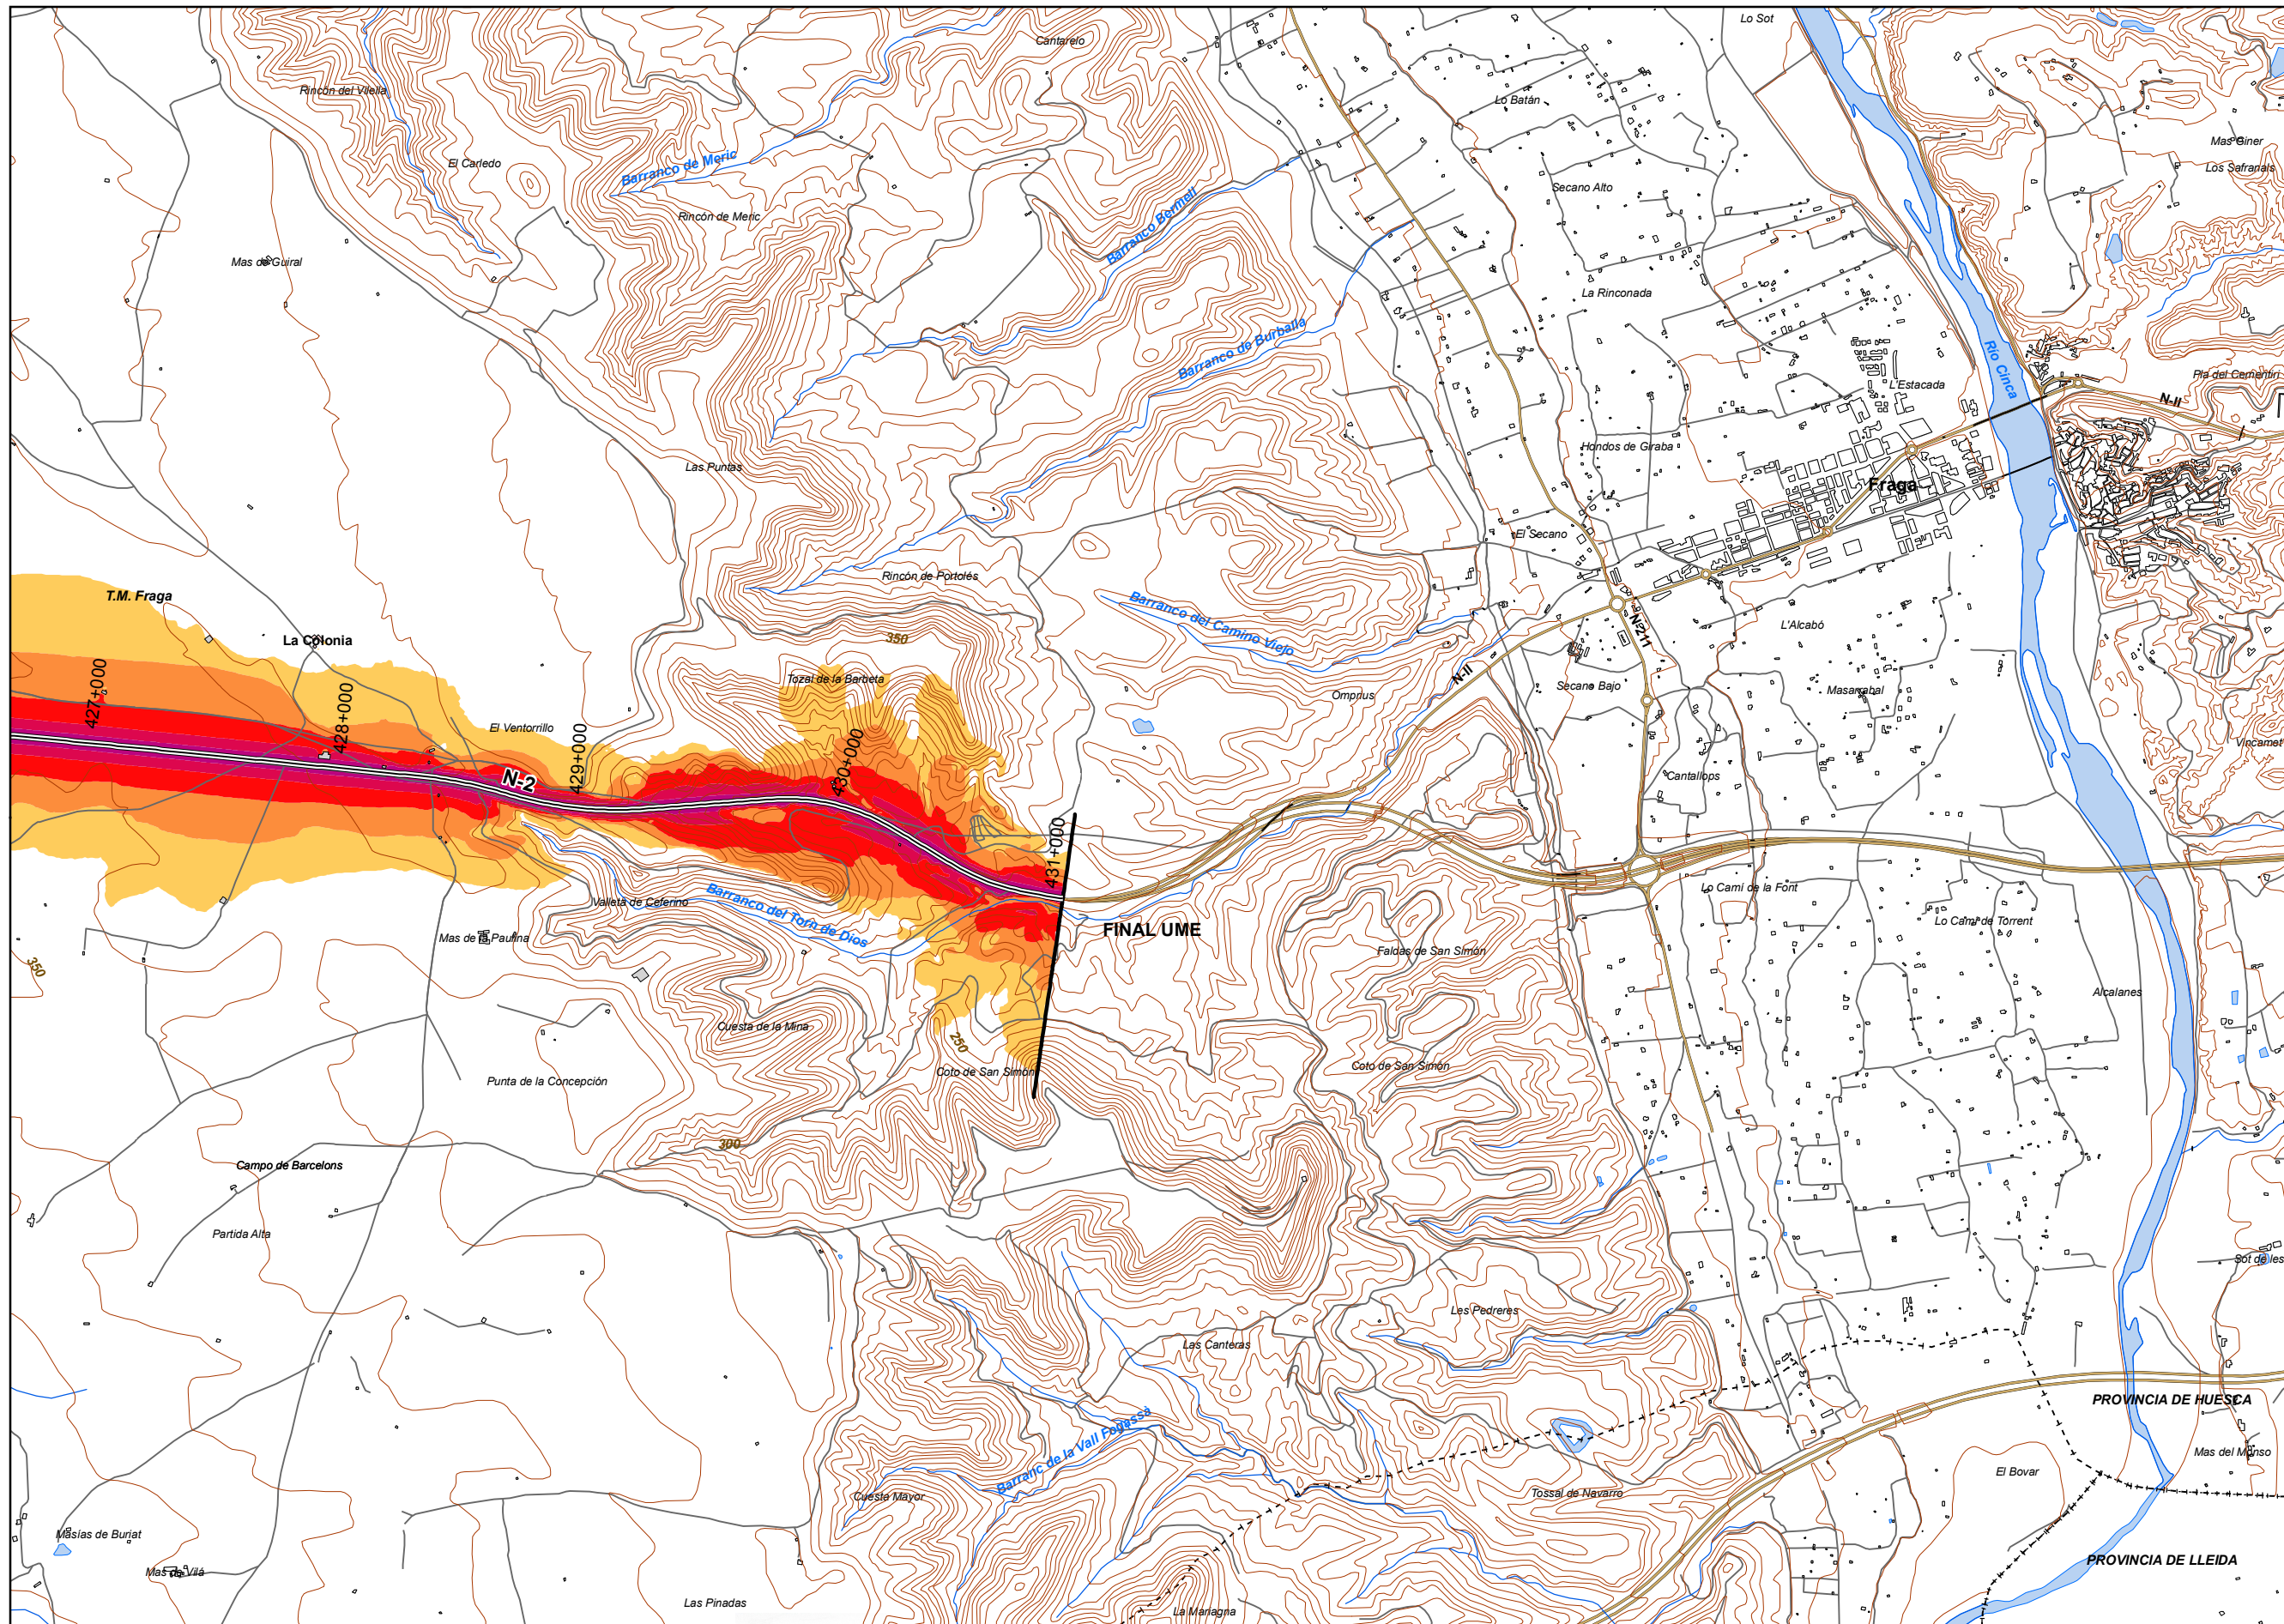 Lo Sot
Cantarelo
Rincón del Vilella
Lo Batán
Mas Giner
El Carledo
Barranco de Meric
Los Safranals
Secano Alto
Rincón de Meric
Barranco Bermell
Mas de Guiral
La Rinconada
Barranco de Burballa
Río Cinca
Pla del Cementiri
L'Estacada
N-II
Hondos de Giraba
Las Puntas
Fraga
El Secano
Rincón de Portolés
T.M. Fraga
Barranco del Camino Viejo
L'Alcabó
N-211
La Colonia
350
Tozal de la Barbeta
N-II
Secano Bajo
Masarrabal
Omprius
427+000
428+000
El Ventorrillo
429+000
430+000
Vincamet
N-2
Cantallops
431+000
Lo Camí de la Font
Valleta de Ceferino
Barranco del Torín de Dios
FINAL UME
Lo Camí de Torrent
Mas de la Paurina
Faldas de San Simón
350
Alcalanes
Cuesta de la Mina
250
Coto de San Simón
Coto de San Simón
Punta de la Concepción
300
Campo de Barcelons
Partida Alta
Sot de les
Les Pedreres
Las Canteras
PROVINCIA DE HUESCA
Barranc de la Vall Fogassa
Mas del Monso
El Bovar
Cuesta Mayor
Tossal de Navarro
Masías de Buriat
PROVINCIA DE LLEIDA
Mas de Vilá
Las Pinadas
La Mariagna